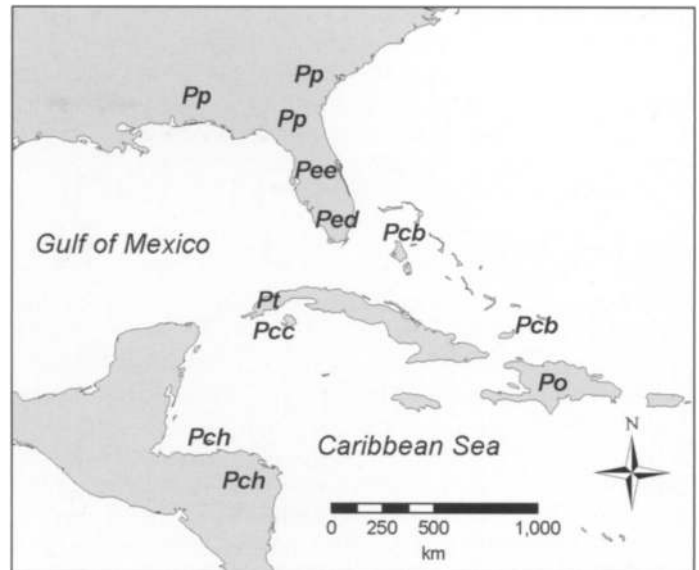 Pp
Pp
Pp
Pee
Ped
Pcb
Gulf of Mexico
Pt
Pcc
Pcb
Po
N
Pch
Caribbean Sea
Pch
0 250 500 1,000
km